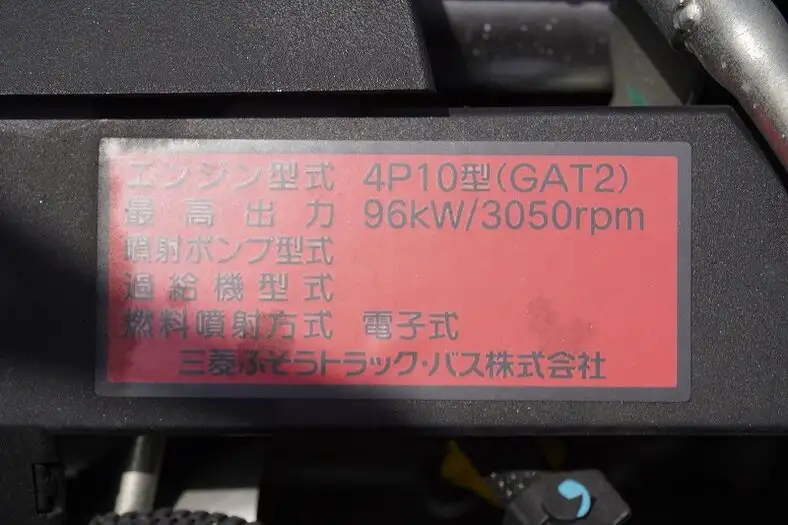 エンジン型式 4P10型(GAT2)
最高出力 96kW/3050rpm
噴射ポンプ型式
過給機型式
燃料噴射方式 電子式
三菱ふそうトラック・バス株式会社